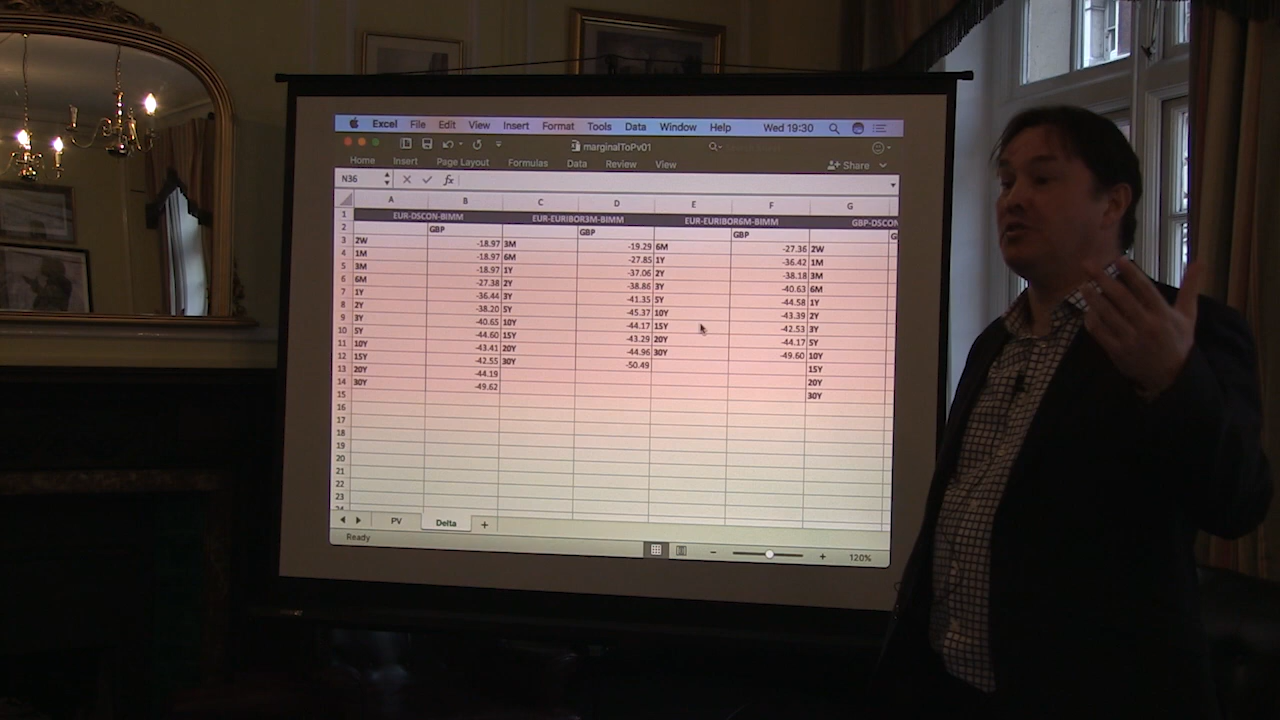 Excel File Edit View Insert Format Tools Data Window Help Wed 19:30
marginalToPv01
Home Insert Page Layout Formulas Data Review View Share
N36 fx
A B C D E F G
1 EUR-DSCON-BIMM EUR-EURIBOR3M-BIMM EUR-EURIBOR6M-BIMM GBP-DSCON
2 GBP GBP GBP G
3 2W -18.97 3M -19.29 6M -27.36 2W
4 1M -18.97 6M -27.85 1Y -36.42 1M
5 3M -18.97 1Y -37.06 2Y -38.18 3M
6 6M -27.38 2Y -38.86 3Y -40.63 6M
7 1Y -36.44 3Y -41.35 5Y -44.58 1Y
8 2Y -38.20 5Y -45.37 10Y -43.39 2Y
9 3Y -40.65 10Y -44.17 15Y -42.53 3Y
10 5Y -44.60 15Y -43.29 20Y -44.17 5Y
11 10Y -43.41 20Y -44.96 30Y -49.60 10Y
12 15Y -42.55 30Y -50.49 15Y
13 20Y -44.19 20Y
14 30Y -49.62 30Y
15
16
17
18
19
20
21
22
23
24
PV Delta +
Ready 120%